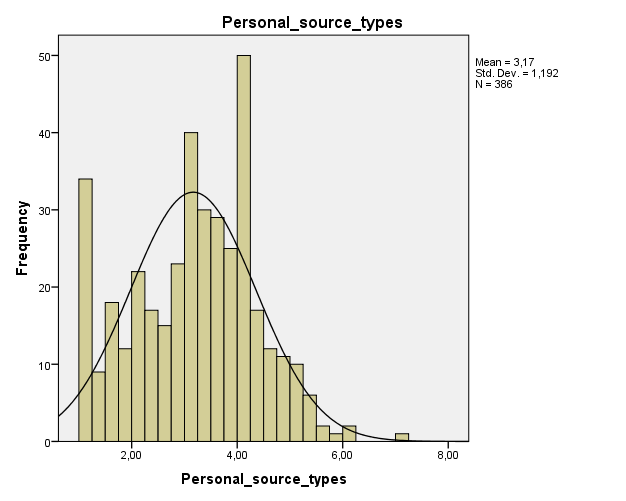 Personal_source_types
Mean = 3,17
Std. Dev. = 1,192
N = 386
50
40
30
20
10
0
Frequency
2,00 4,00 6,00 8,00
Personal_source_types